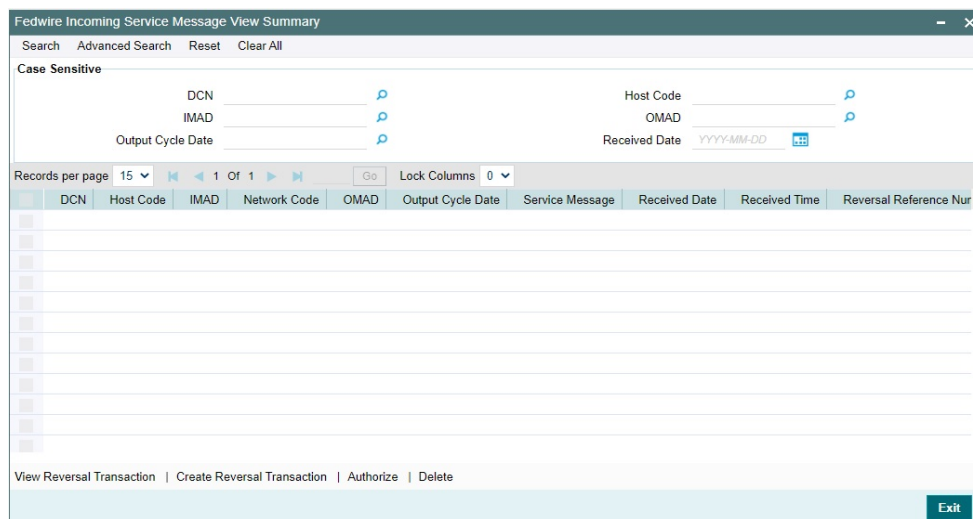 Fedwire Incoming Service Message View Summary
Search Advanced Search Reset Clear All
Case Sensitive
DCN Host Code
IMAD OMAD
Output Cycle Date Received Date YYYY-MM-DD
Records per page 15 1 Of 1 Go Lock Columns 0
DCN Host Code IMAD Network Code OMAD Output Cycle Date Service Message Received Date Received Time Reversal Reference Nur
View Reversal Transaction | Create Reversal Transaction | Authorize | Delete
Exit